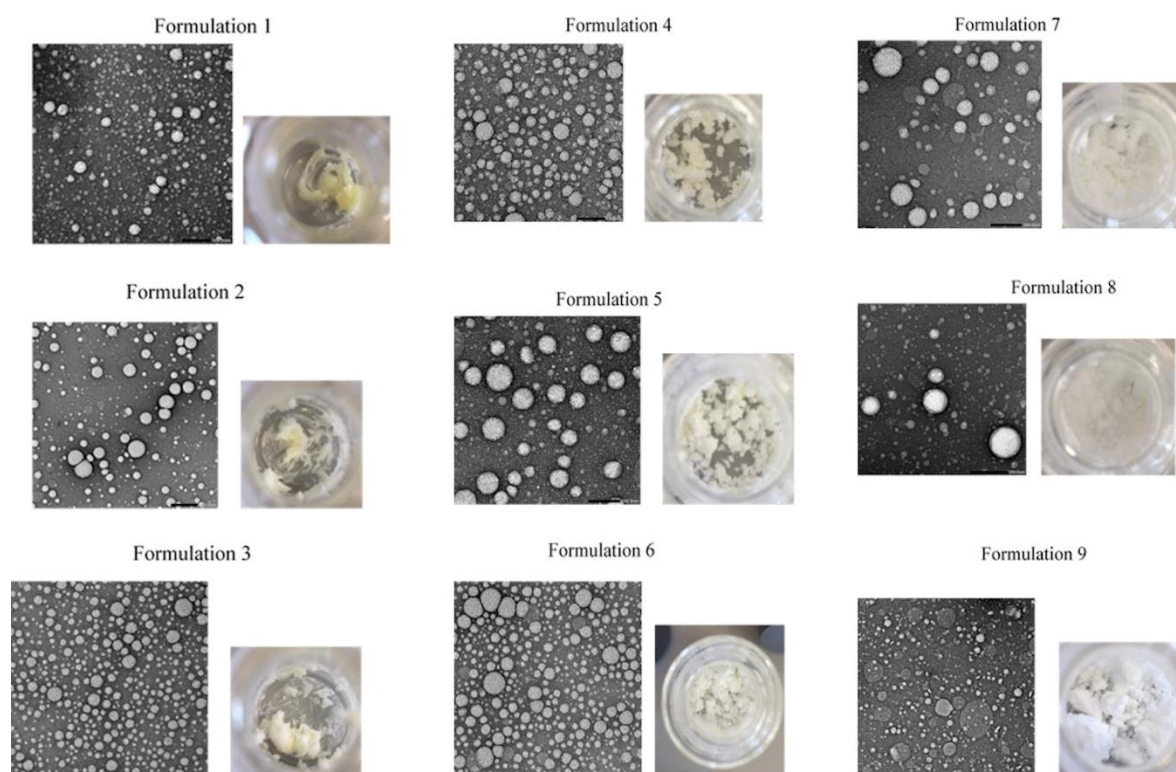 Formulation 1
Formulation 4
Formulation 7
Formulation 2
Formulation 5
Formulation 8
Formulation 3
Formulation 6
Formulation 9